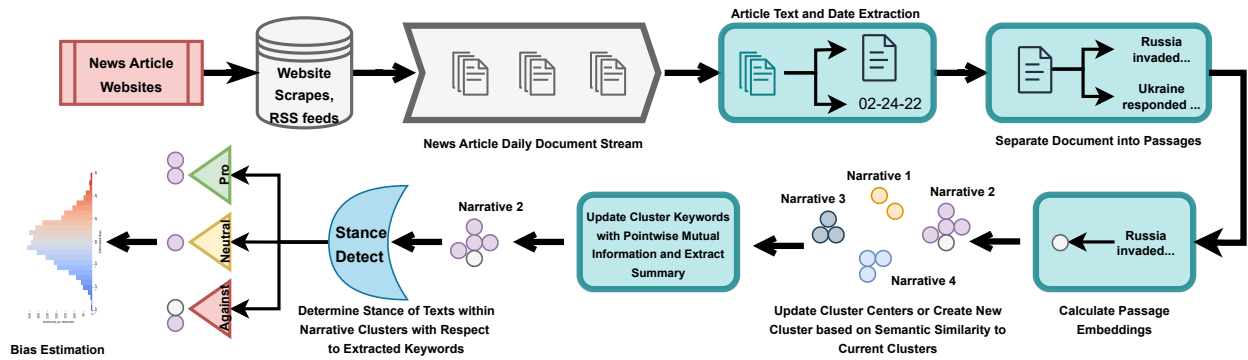 News Article
Websites
Website
Scrapes,
RSS feeds
News Article Daily Document Stream
Article Text and Date Extraction
02-24-22
Russia
invaded...
Ukraine
responded ...
Separate Document into Passages
Russia
invaded...
Calculate Passage
Embeddings
Narrative 1
Narrative 2
Narrative 3
Narrative 4
Update Cluster Centers or Create New
Cluster based on Semantic Similarity to
Current Clusters
Update Cluster Keywords
with Pointwise Mutual
Information and Extract
Summary
Narrative 2
Stance
Detect
Determine Stance of Texts within
Narrative Clusters with Respect
to Extracted Keywords
Pro
Neutral
Against
Bias Estimation